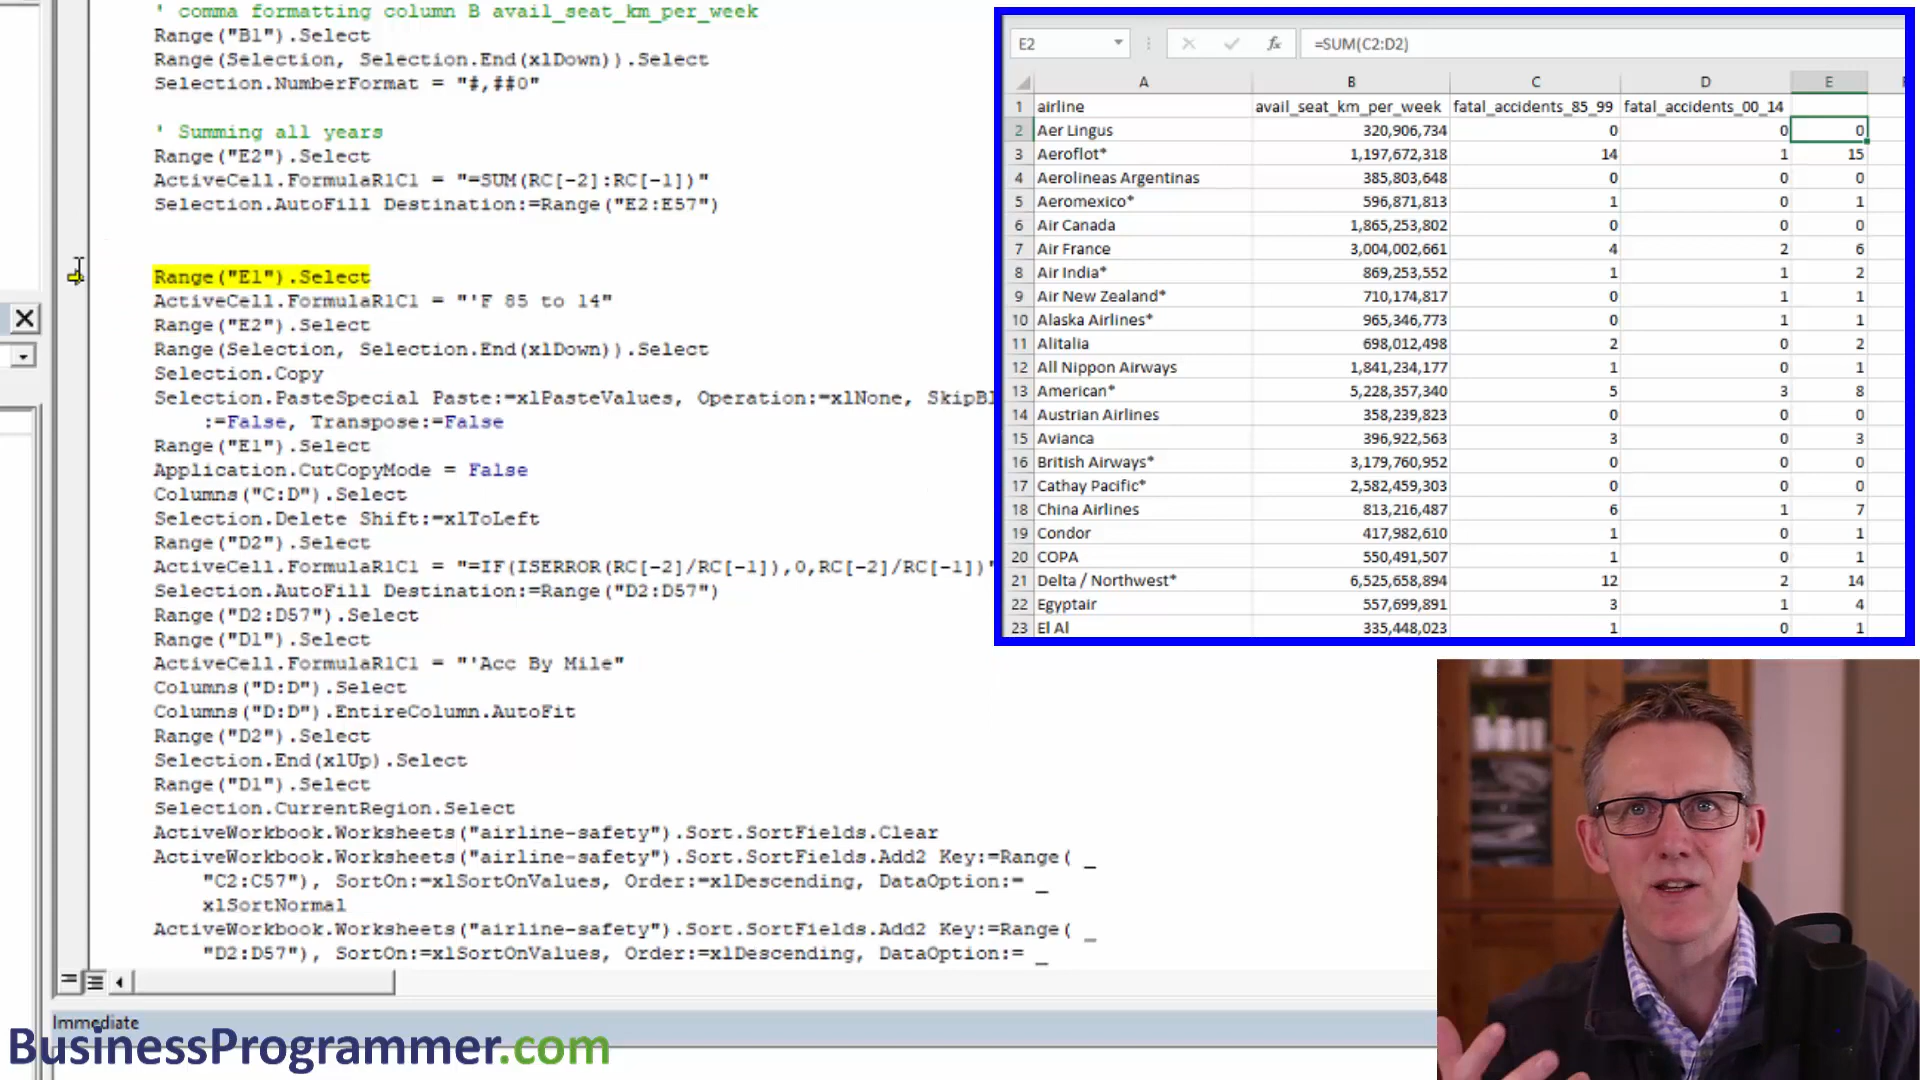 ' comma formatting column B avail_seat_km_per_week
Range("B1").Select
Range(Selection, Selection.End(xlDown)).Select
Selection.NumberFormat = "#,##0"
' Summing all years
Range("E2").Select
ActiveCell.FormulaR1C1 = "=SUM(RC[-2]:RC[-1])"
Selection.AutoFill Destination:=Range("E2:E57")
Range("E1").Select
ActiveCell.FormulaR1C1 = "'F 85 to 14"
Range("E2").Select
Range(Selection, Selection.End(xlDown)).Select
Selection.Copy
Selection.PasteSpecial Paste:=xlPasteValues, Operation:=xlNone, SkipBl
:=False, Transpose:=False
Range("E1").Select
Application.CutCopyMode = False
Columns("C:D").Select
Selection.Delete Shift:=xlToLeft
Range("D2").Select
ActiveCell.FormulaR1C1 = "=IF(ISERROR(RC[-2]/RC[-1]),0,RC[-2]/RC[-1])"
Selection.AutoFill Destination:=Range("D2:D57")
Range("D2:D57").Select
Range("D1").Select
ActiveCell.FormulaR1C1 = "'Acc By Mile"
Columns("D:D").Select
Columns("D:D").EntireColumn.AutoFit
Range("D2").Select
Selection.End(xlUp).Select
Range("D1").Select
Selection.CurrentRegion.Select
ActiveWorkbook.Worksheets("airline-safety").Sort.SortFields.Clear
ActiveWorkbook.Worksheets("airline-safety").Sort.SortFields.Add2 Key:=Range( _
"C2:C57"), SortOn:=xlSortOnValues, Order:=xlDescending, DataOption:= _
xlSortNormal
ActiveWorkbook.Worksheets("airline-safety").Sort.SortFields.Add2 Key:=Range( _
"D2:D57"), SortOn:=xlSortOnValues, Order:=xlDescending, DataOption:= _
Immediate
BusinessProgrammer.com
E2 fx =SUM(C2:D2)
A B C D E
1 airline avail_seat_km_per_week fatal_accidents_85_99 fatal_accidents_00_14
2 Aer Lingus 320,906,734 0 0 0
3 Aeroflot* 1,197,672,318 14 1 15
4 Aerolineas Argentinas 385,803,648 0 0 0
5 Aeromexico* 596,871,813 1 0 1
6 Air Canada 1,865,253,802 0 0 0
7 Air France 3,004,002,661 4 2 6
8 Air India* 869,253,552 1 1 2
9 Air New Zealand* 710,174,817 0 1 1
10 Alaska Airlines* 965,346,773 0 1 1
11 Alitalia 698,012,498 2 0 2
12 All Nippon Airways 1,841,234,177 1 0 1
13 American* 5,228,357,340 5 3 8
14 Austrian Airlines 358,239,823 0 0 0
15 Avianca 396,922,563 3 0 3
16 British Airways* 3,179,760,952 0 0 0
17 Cathay Pacific* 2,582,459,303 0 0 0
18 China Airlines 813,216,487 6 1 7
19 Condor 417,982,610 1 0 1
20 COPA 550,491,507 1 0 1
21 Delta / Northwest* 6,525,658,894 12 2 14
22 Egyptair 557,699,891 3 1 4
23 El Al 335,448,023 1 0 1